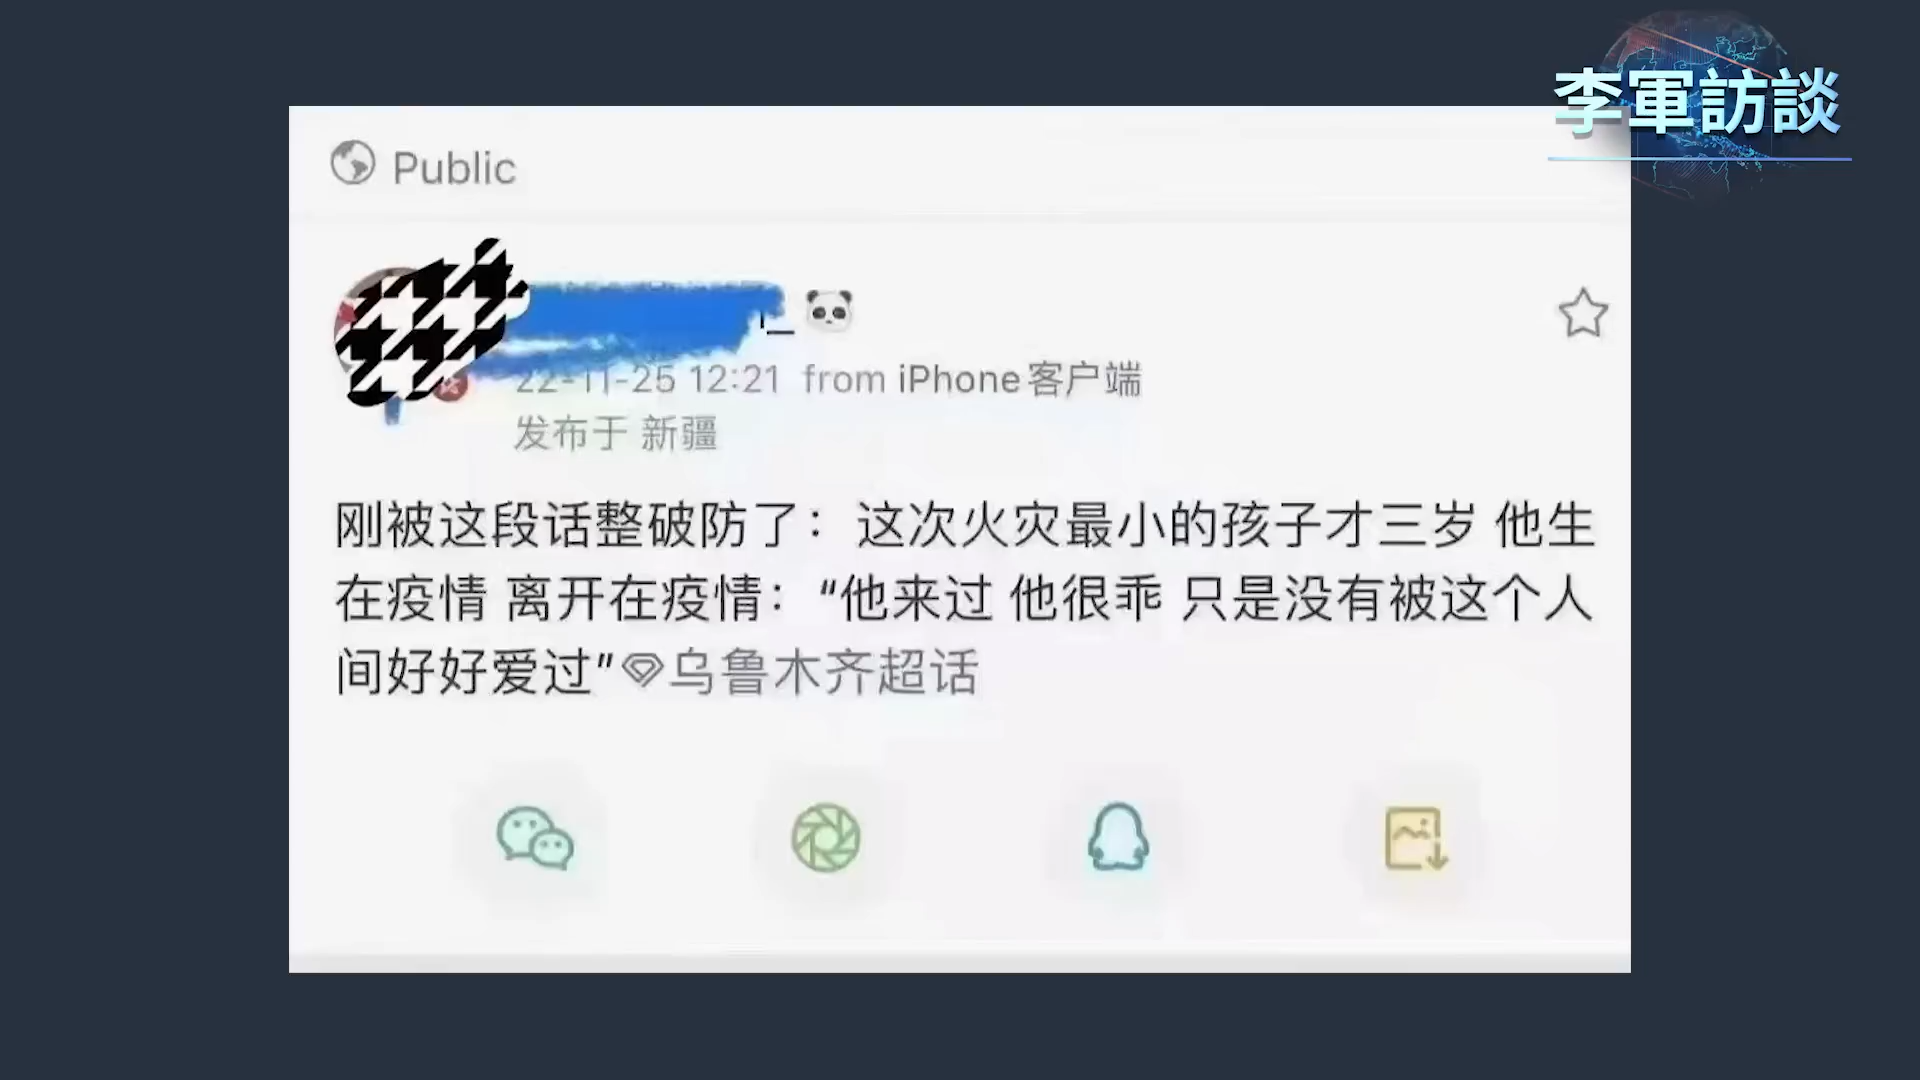 李軍訪談
Public
22-11-25 12:21 from iPhone客户端
发布于 新疆
刚被这段话整破防了：这次火灾最小的孩子才三岁 他生
在疫情 离开在疫情：“他来过 他很乖 只是没有被这个人
间好好爱过”乌鲁木齐超话